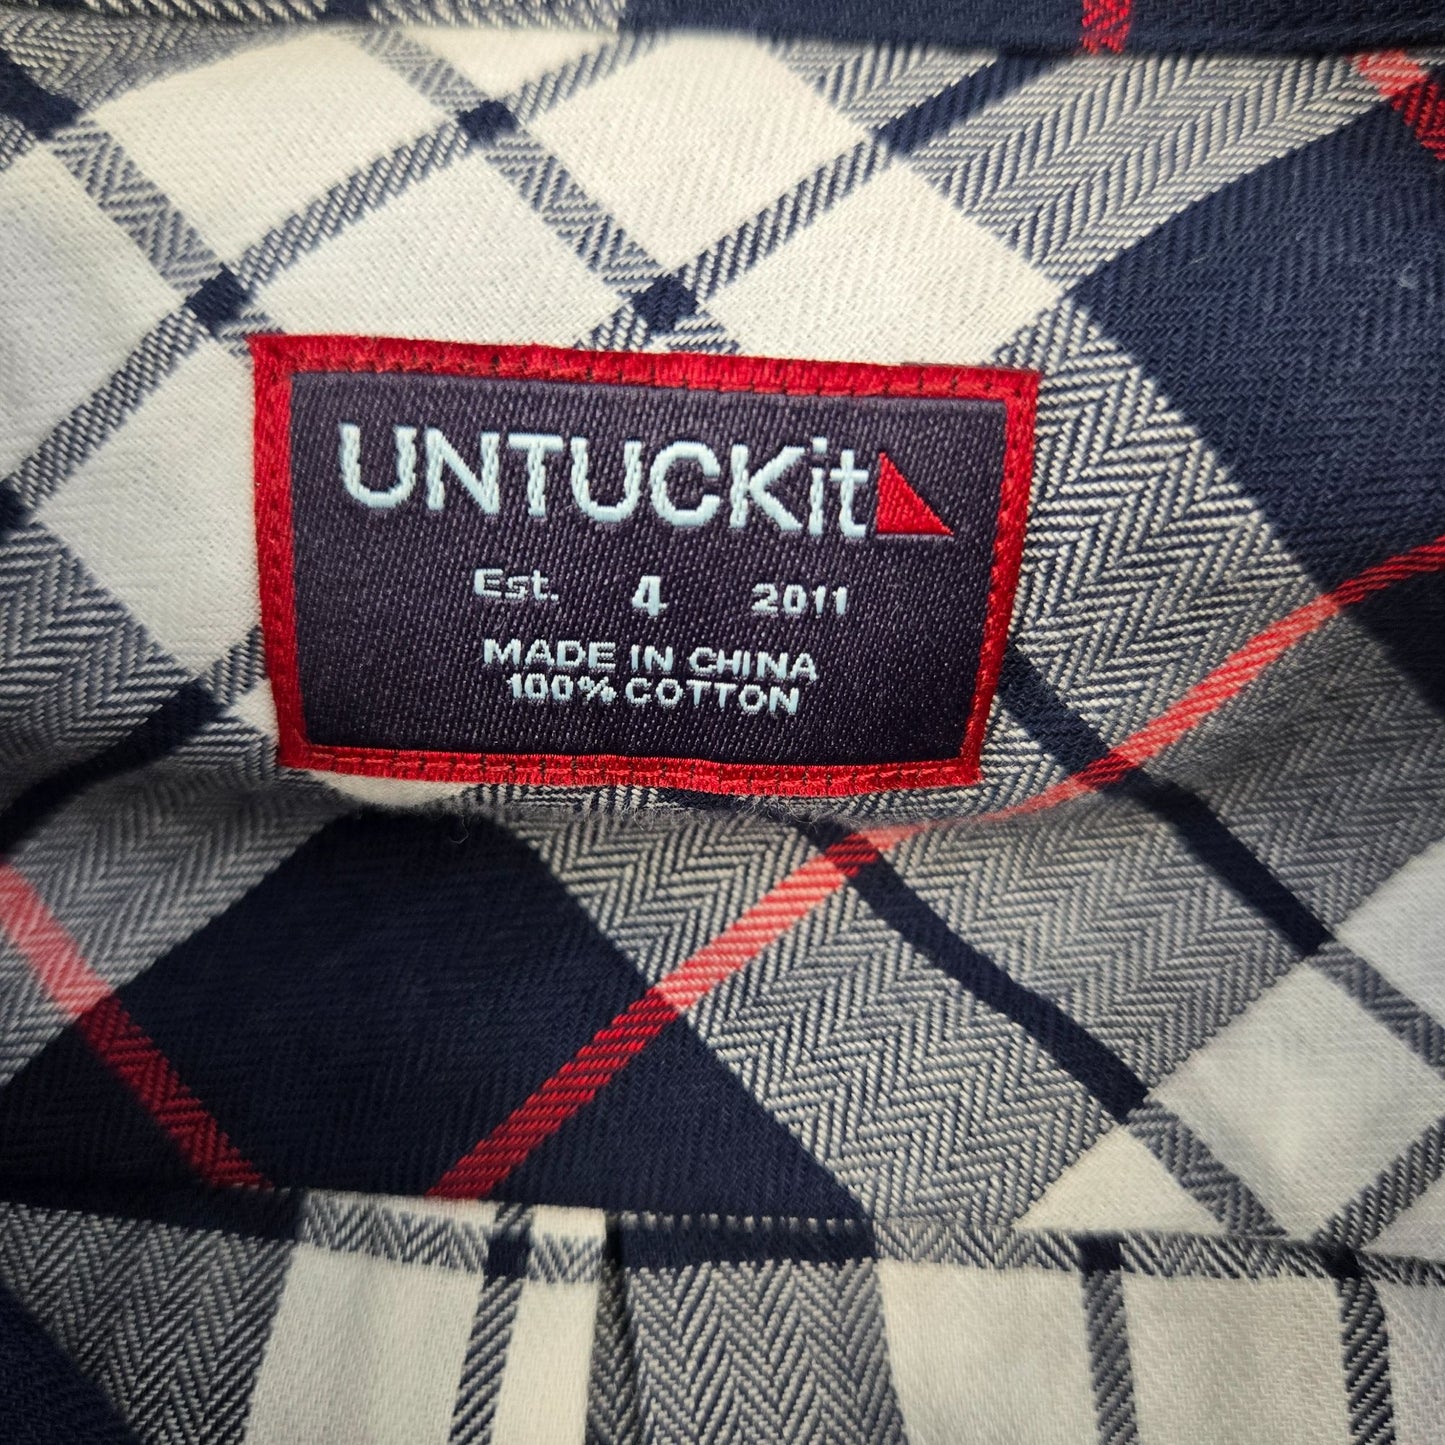 UNTUCKit
Est. 4 2011
MADE IN CHINA
100% COTTON